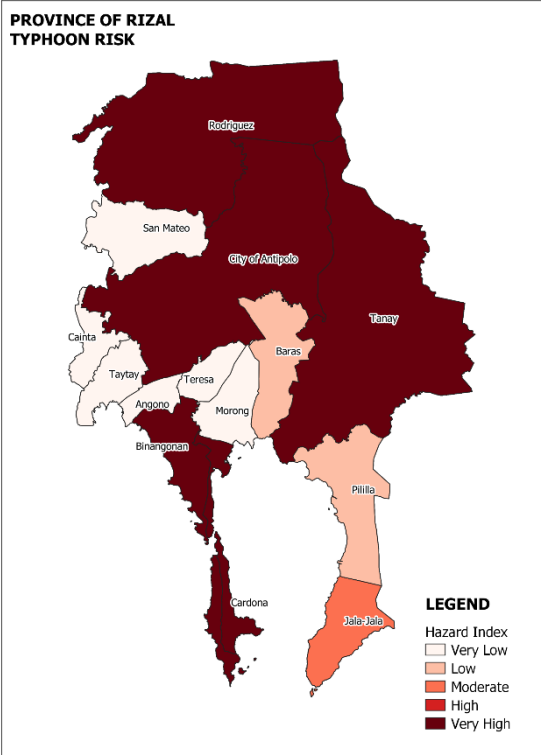 PROVINCE OF RIZAL
TYPHOON RISK
Rodriguez
San Mateo
City of Antipolo
Tanay
Cainta
Baras
Taytay
Teresa
Angono
Morong
Binangonan
Pililla
Cardona
Jala-Jala
LEGEND
Hazard Index
Very Low
Low
Moderate
High
Very High